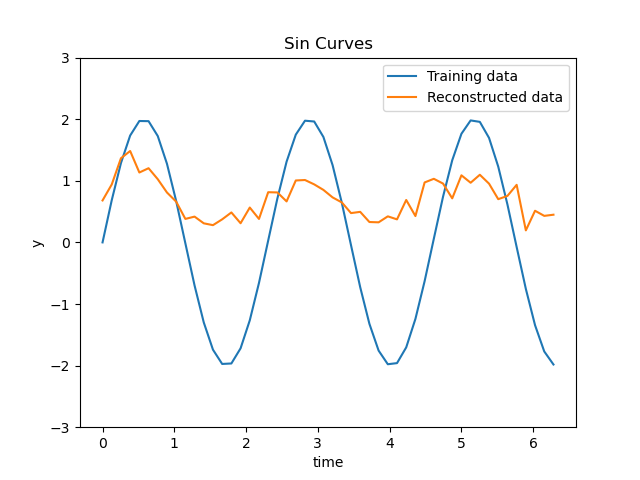 Sin Curves
Training data
Reconstructed data
3
2
1
0
−1
−2
−3
y
0 1 2 3 4 5 6
time